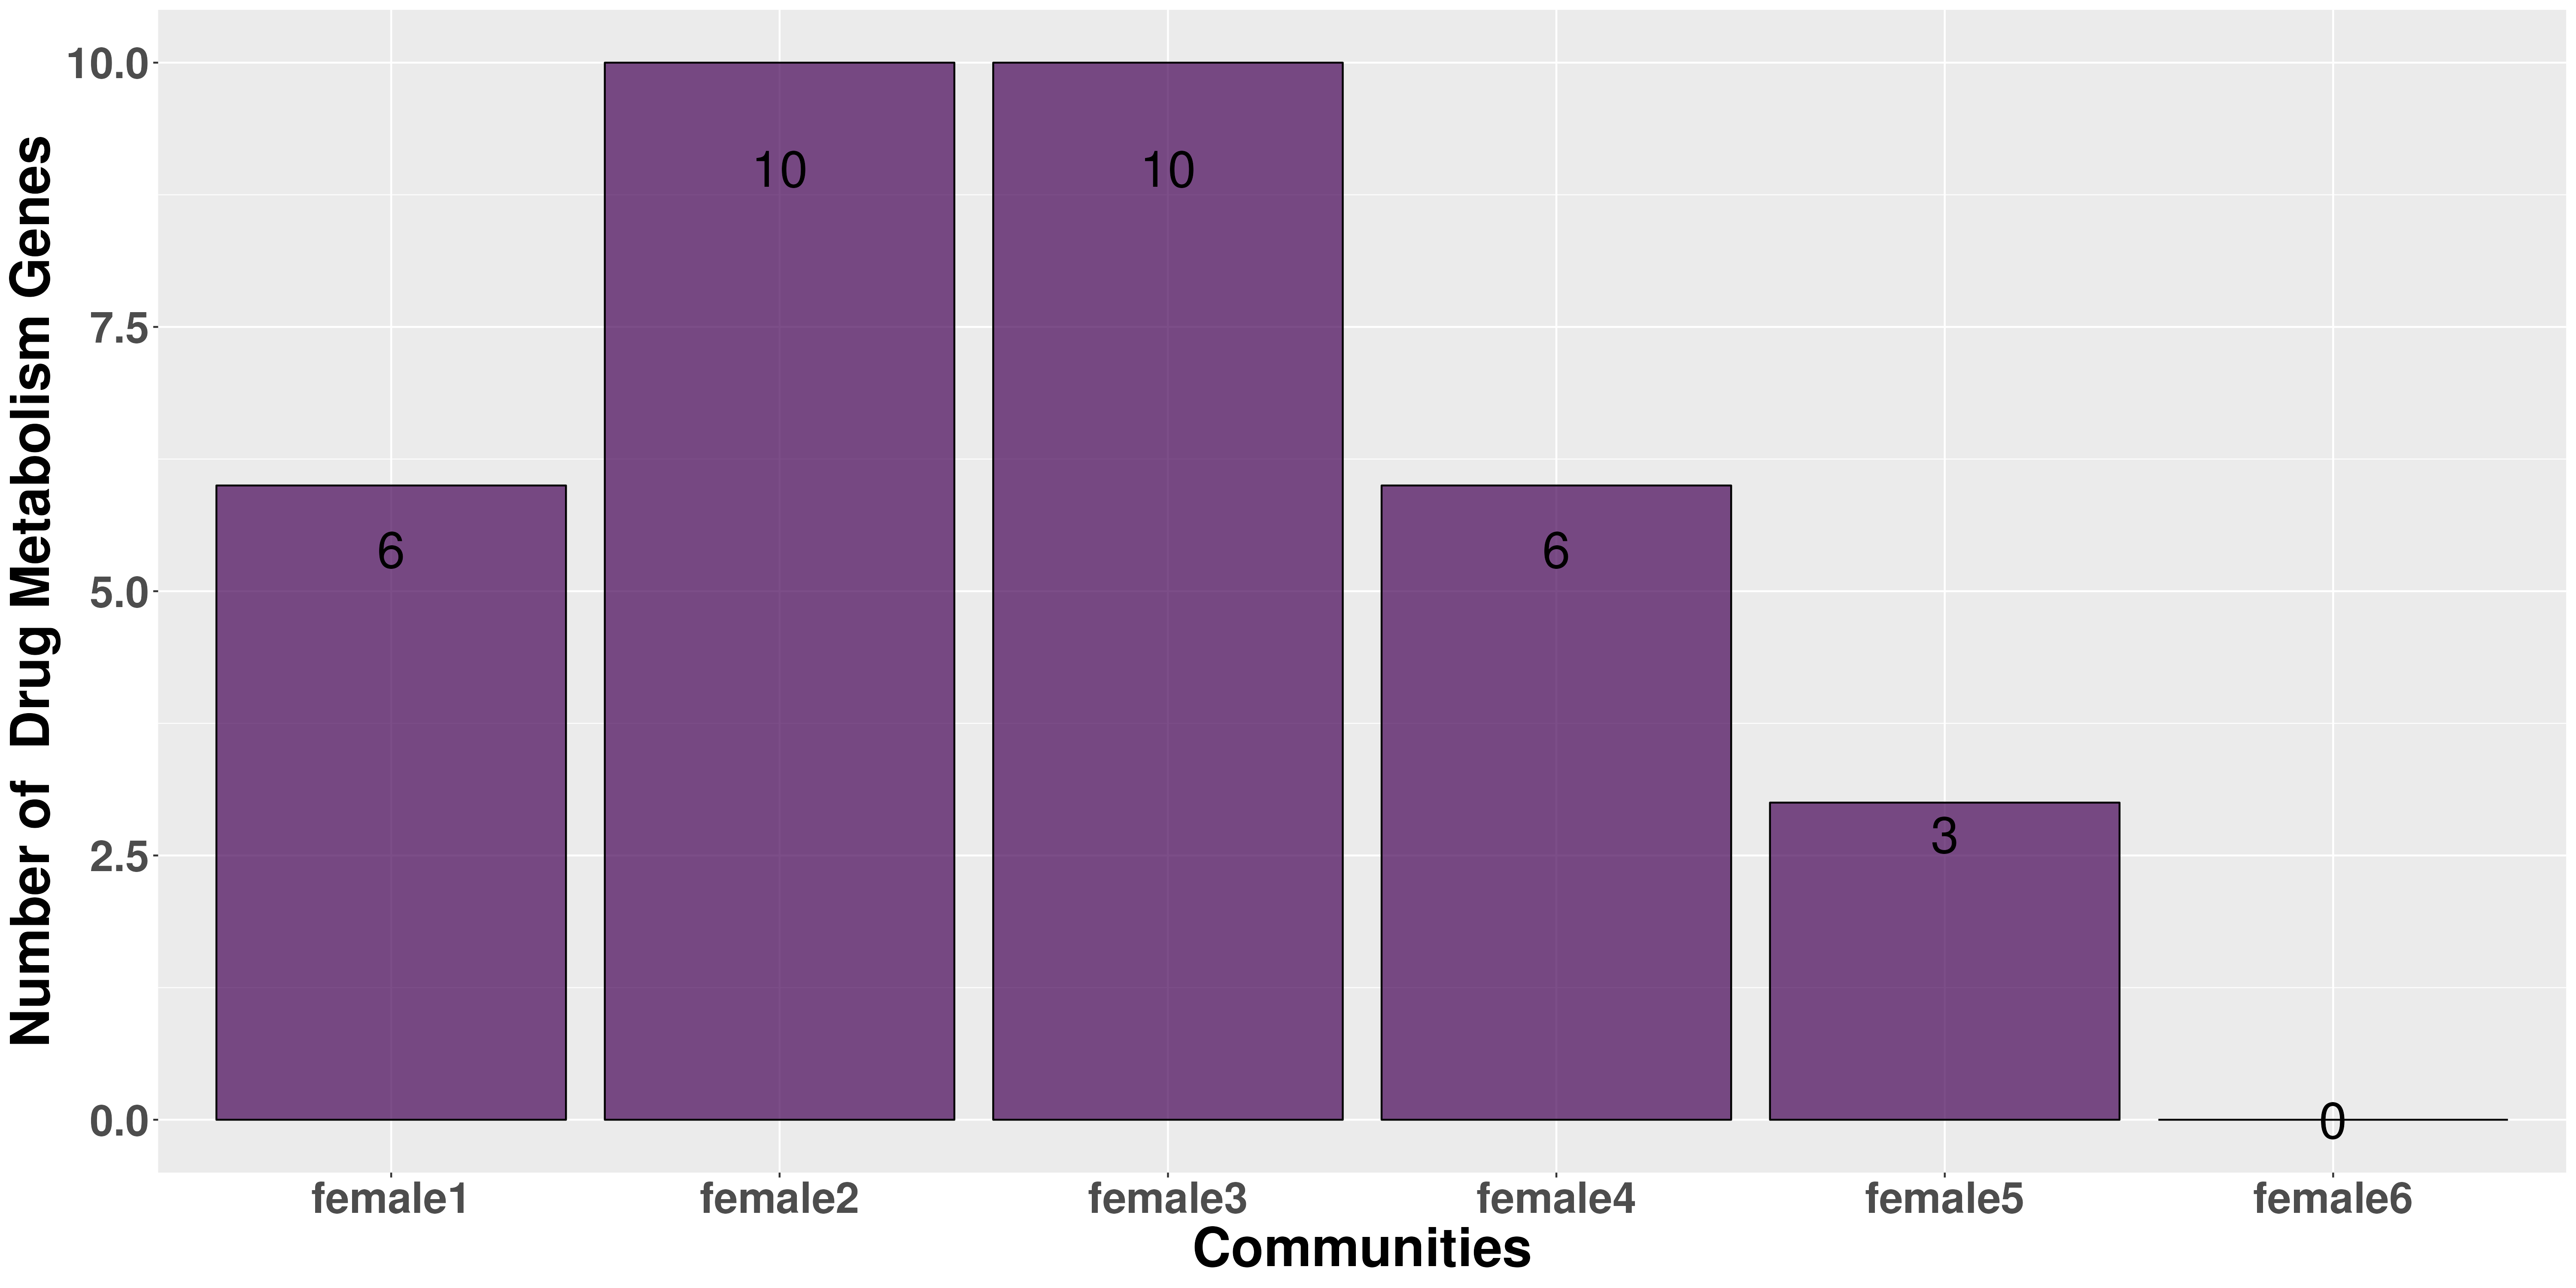 Number of  Drug Metabolism Genes
10.0
7.5
5.0
2.5
0.0
6
10
10
6
3
0
female1
female2
female3
female4
female5
female6
Communities